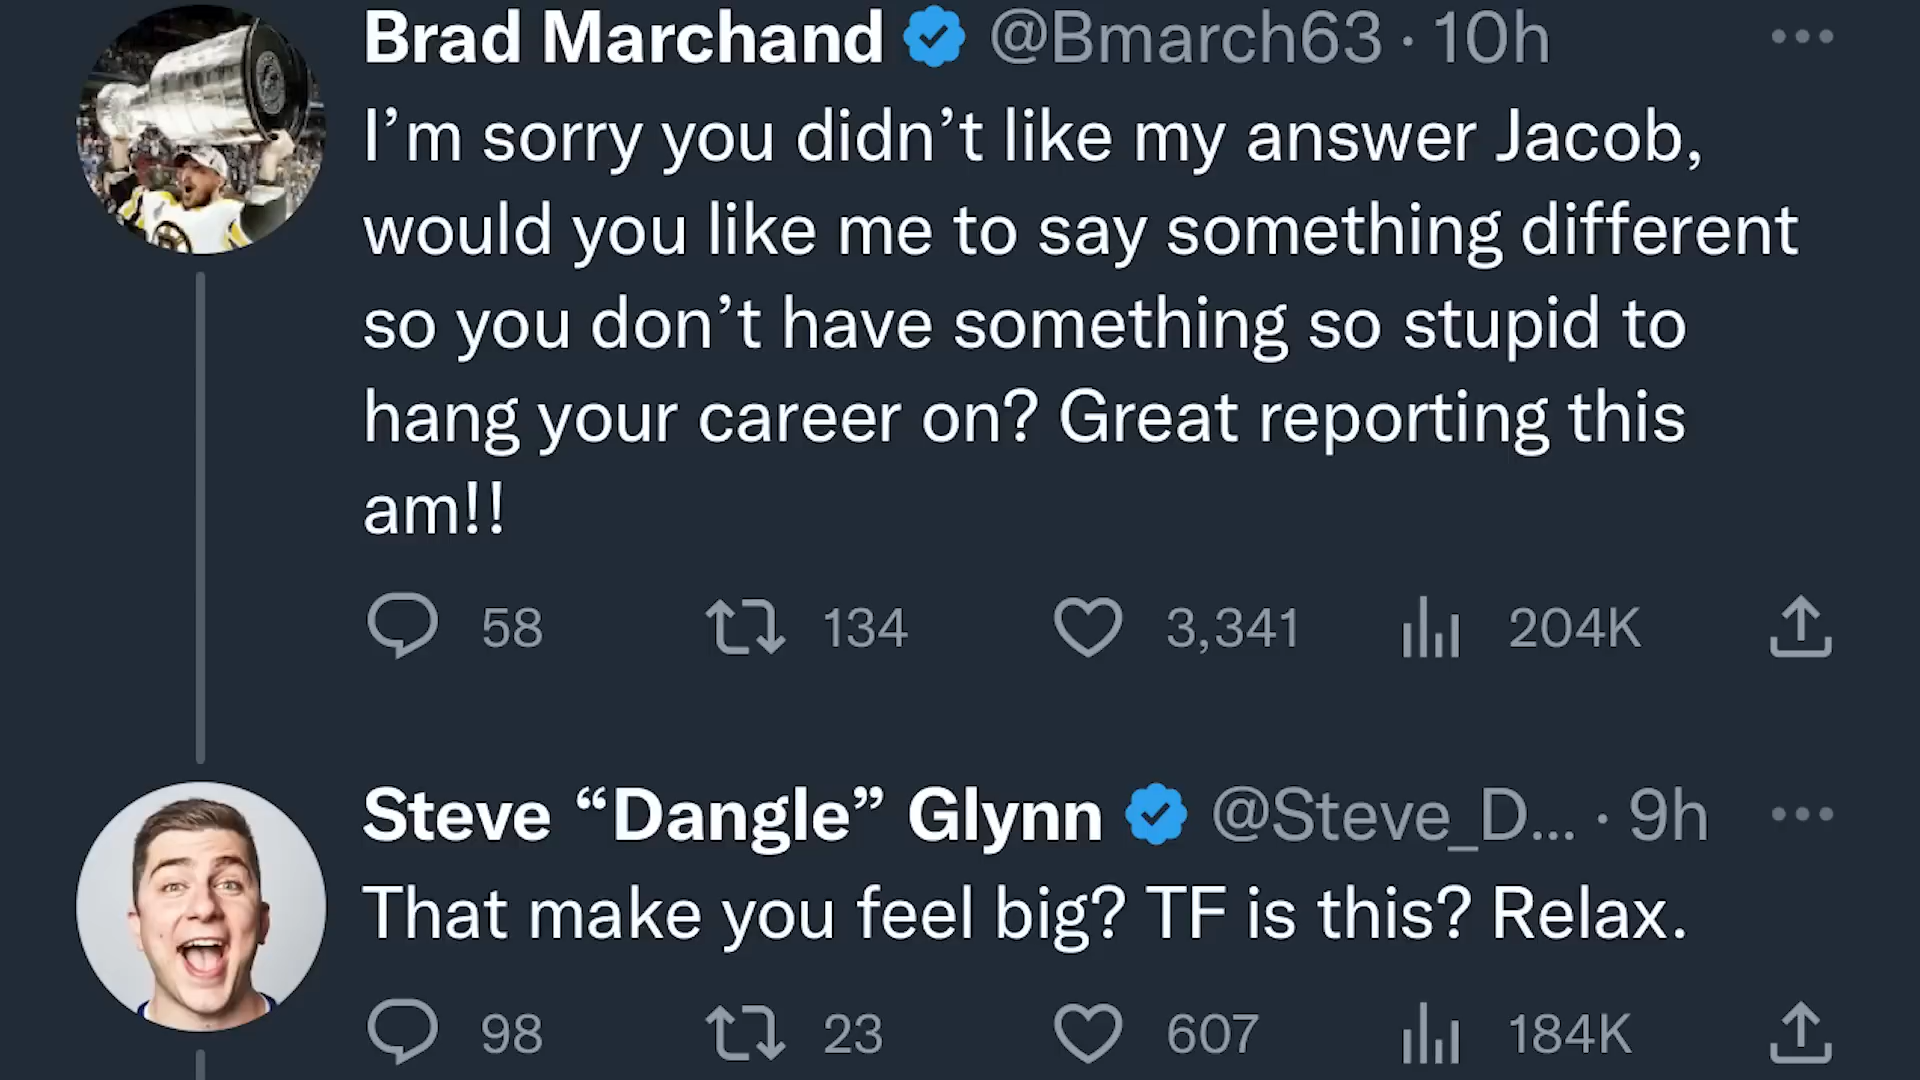 Brad Marchand @Bmarch63 · 10h
I’m sorry you didn’t like my answer Jacob,
would you like me to say something different
so you don’t have something so stupid to
hang your career on? Great reporting this
am!!
58 134 3,341 204K
Steve “Dangle” Glynn @Steve_D... · 9h
That make you feel big? TF is this? Relax.
98 23 607 184K